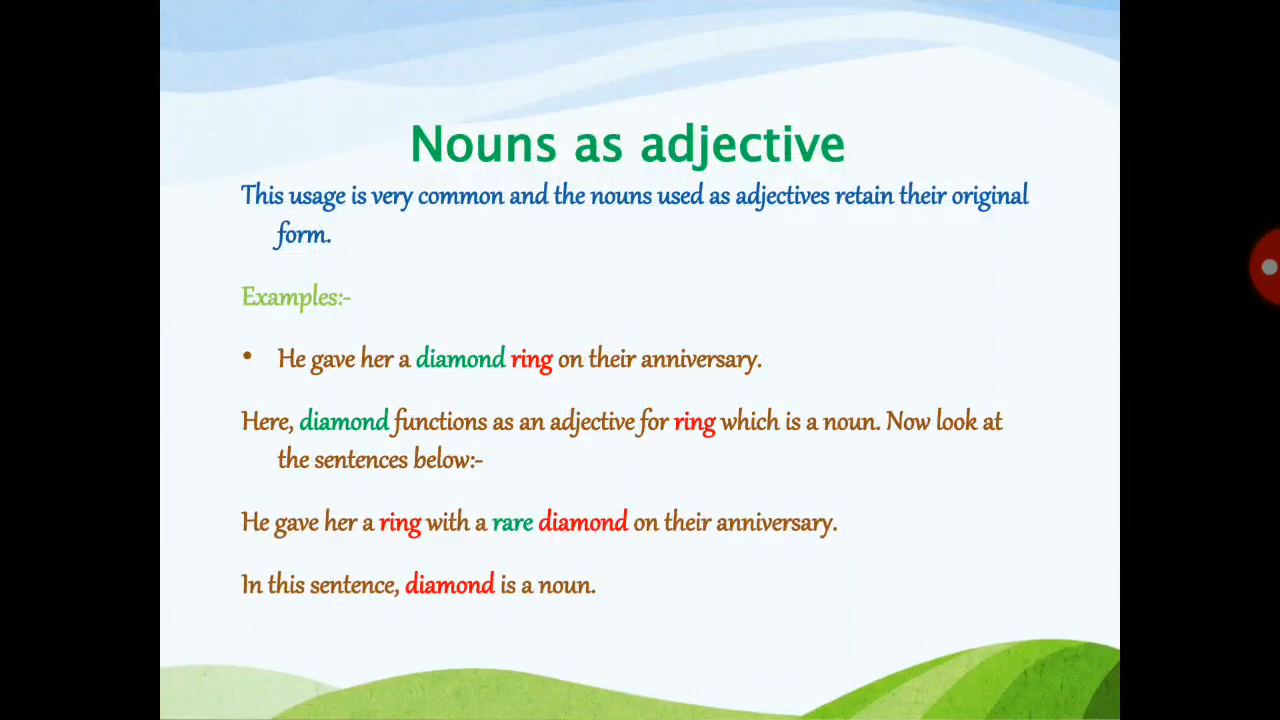 Nouns as adjective
This usage is very common and the nouns used as adjectives retain their original
form.
Examples:-
• He gave her a diamond ring on their anniversary.
Here, diamond functions as an adjective for ring which is a noun. Now look at
the sentences below:-
He gave her a ring with a rare diamond on their anniversary.
In this sentence, diamond is a noun.